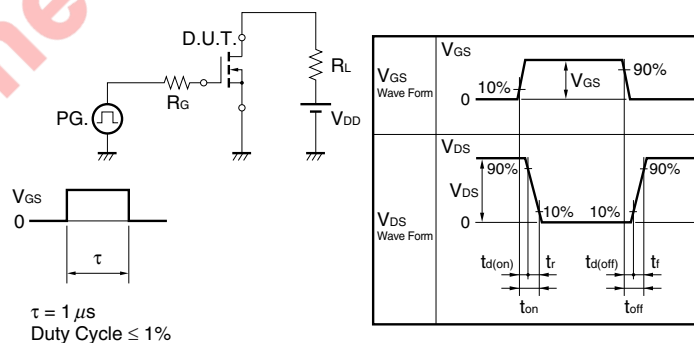 ne
D.U.T.
RG
RL
PG.
VDD
VGS
0
τ
τ = 1 μs
Duty Cycle ≤ 1%
VGS
Wave Form
VGS
10%
VGS
90%
0
VDS
Wave Form
VDS
90%
VDS
10%
10%
90%
0
td(on)
tr
td(off)
tf
ton
toff